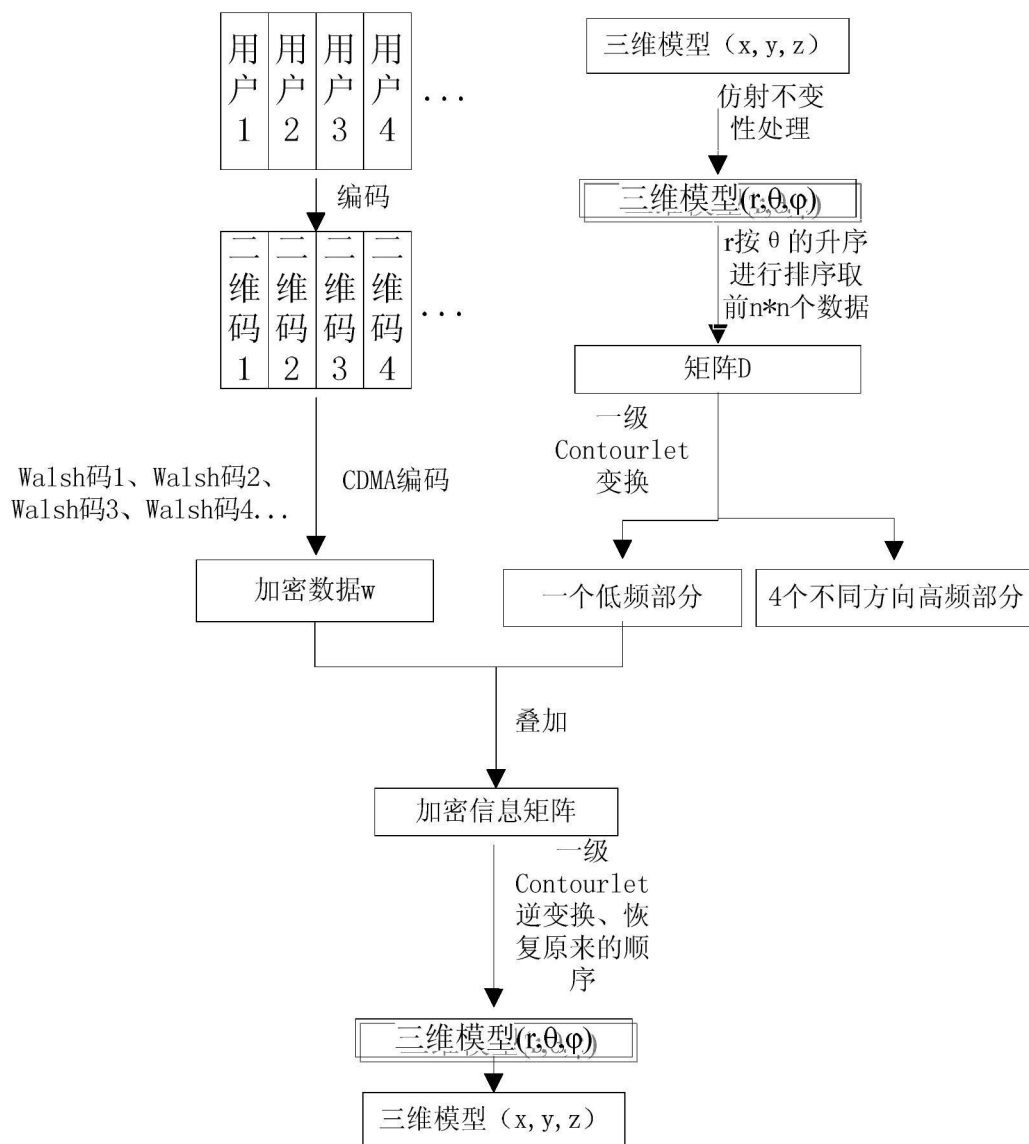 用户1
用户2
用户3
用户4
...
编码
二维码1
二维码2
二维码3
二维码4
...
Walsh码1、Walsh码2、
Walsh码3、Walsh码4...
CDMA编码
加密数据w
三维模型（x,y,z）
仿射不变
性处理
三维模型(r,θ,φ)
r按θ的升序
进行排序取
前n*n个数据
矩阵D
一级
Contourlet
变换
一个低频部分
4个不同方向高频部分
叠加
加密信息矩阵
一级
Contourlet
逆变换、恢
复原来的顺
序
三维模型(r,θ,φ)
三维模型（x,y,z）